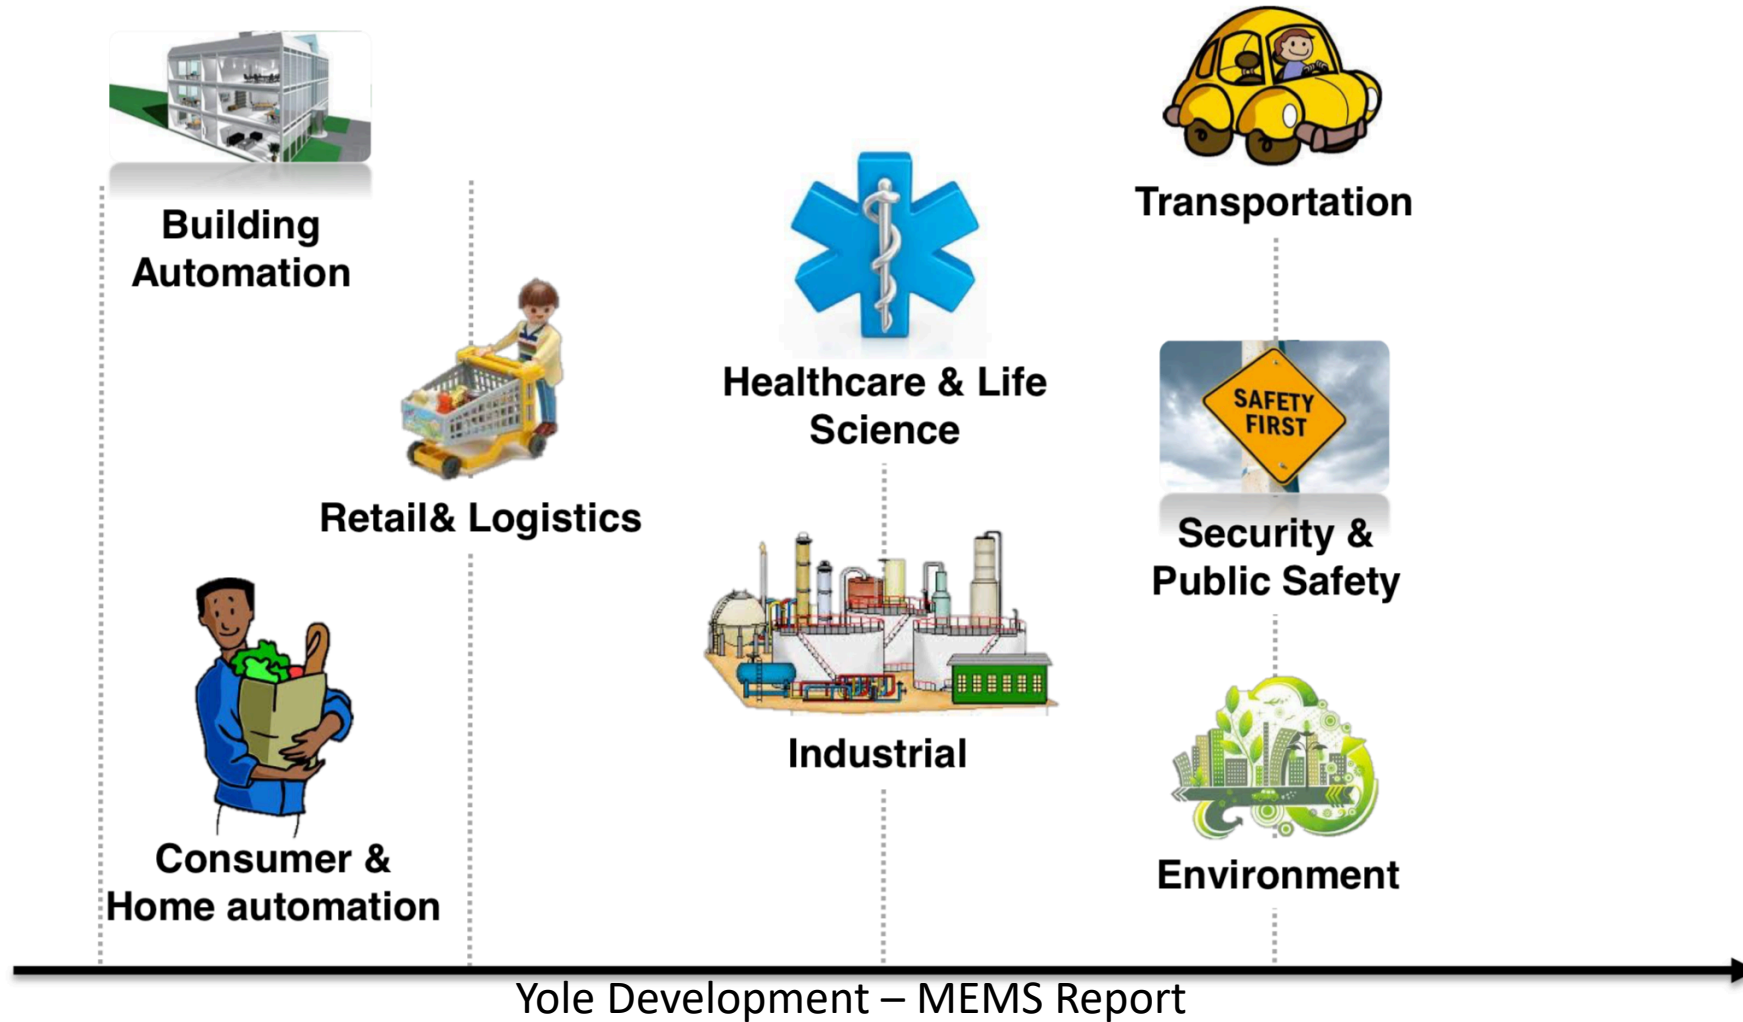 Building
Automation
Transportation
Healthcare & Life
Science
SAFETY
FIRST
Retail& Logistics
Security &
Public Safety
Industrial
Consumer &
Home automation
Environment
Yole Development – MEMS Report